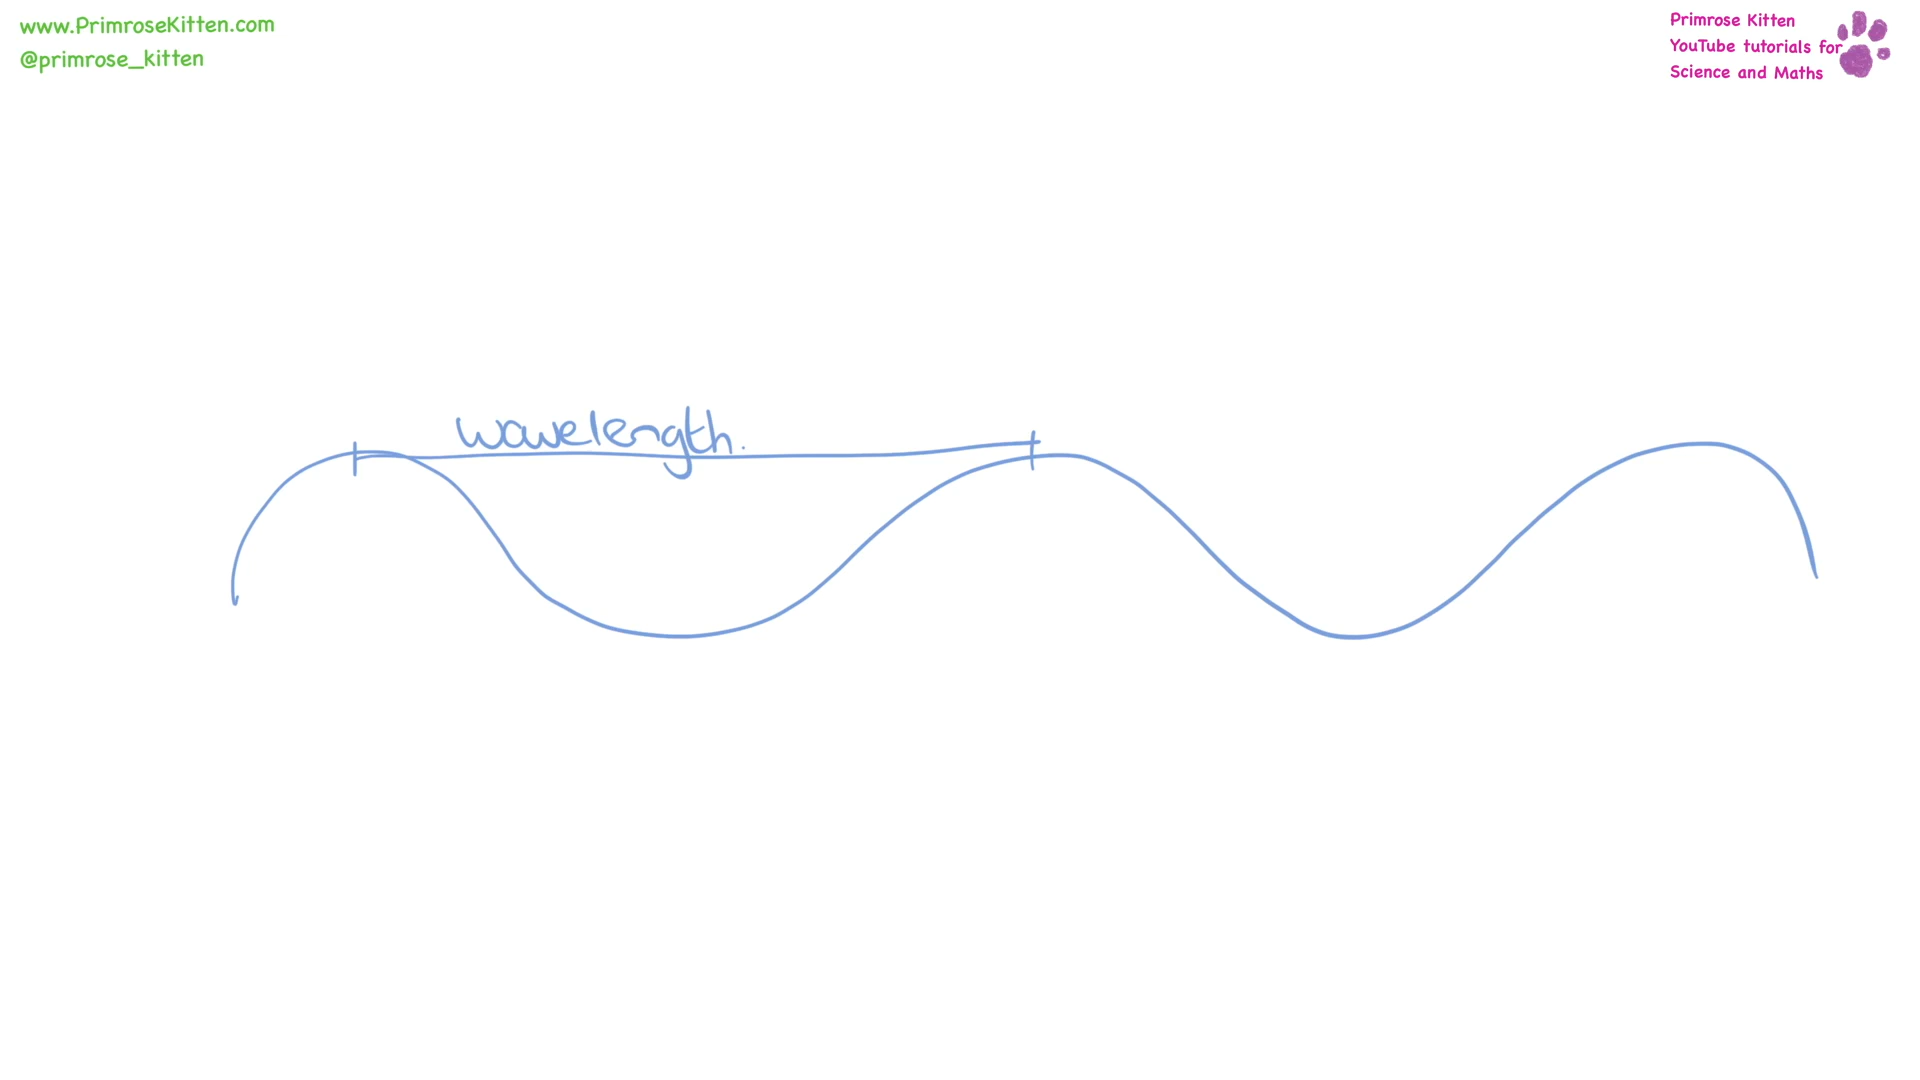 www.PrimroseKitten.com
@primrose_kitten
Primrose Kitten
YouTube tutorials for
Science and Maths
wavelength.